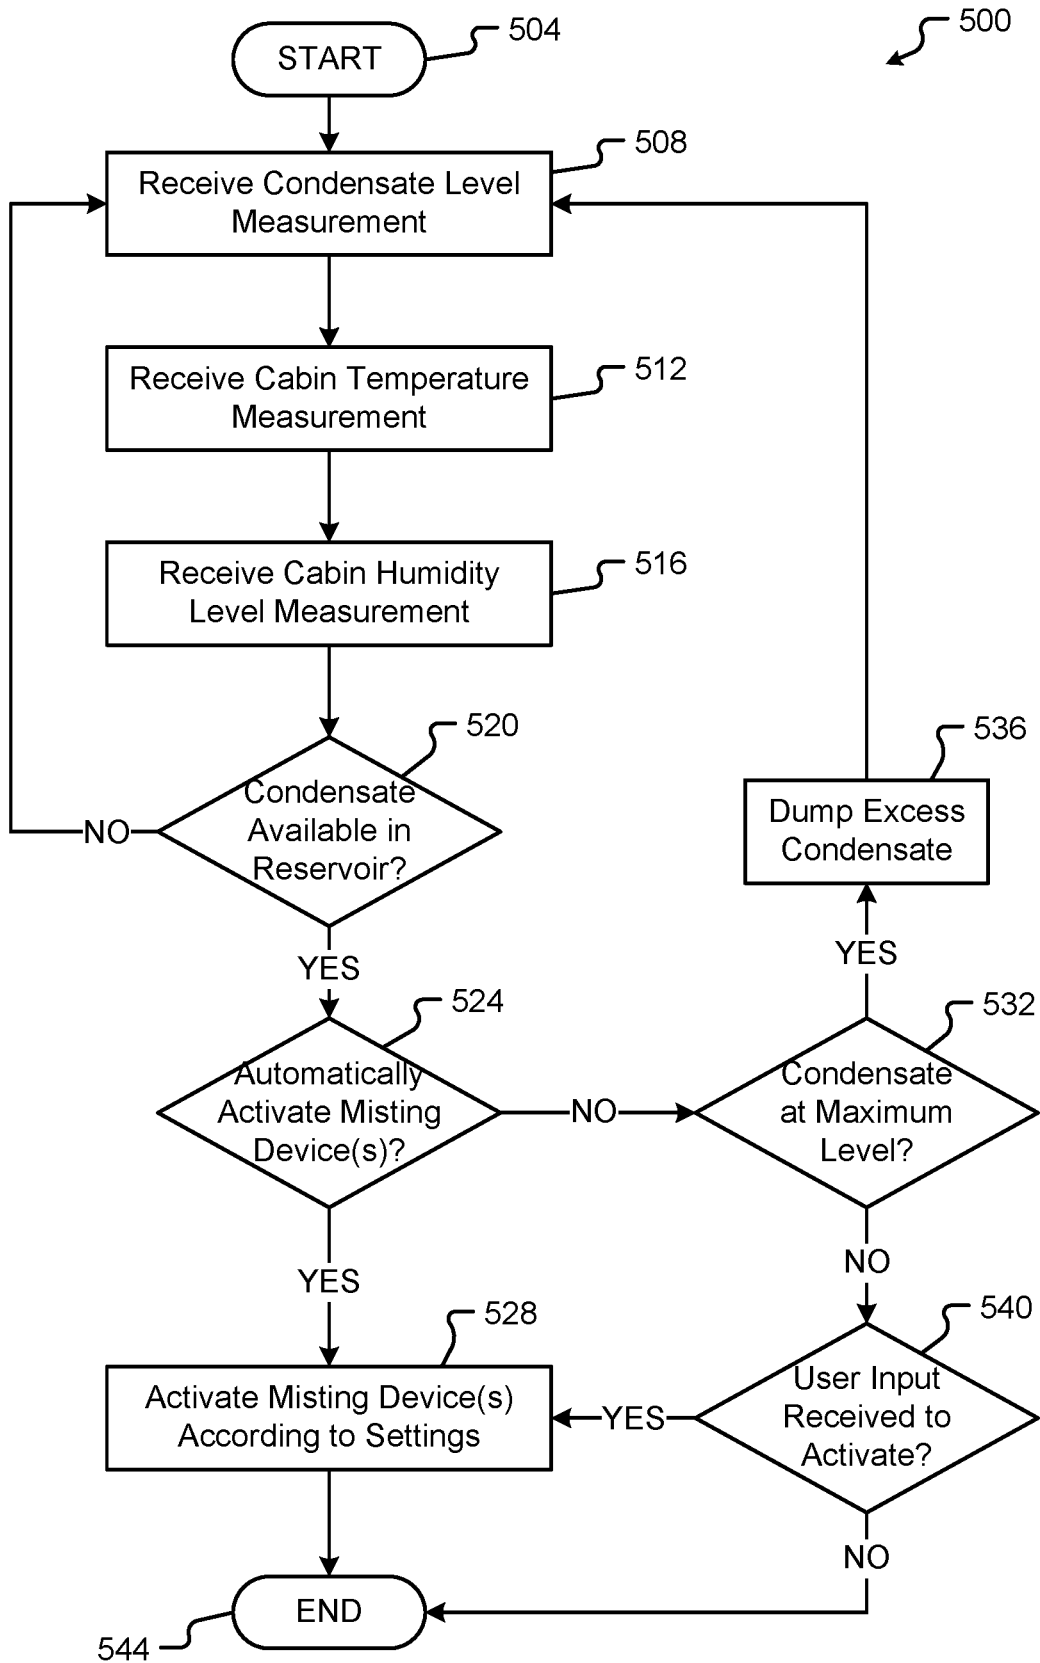 START
504
500
Receive Condensate Level
Measurement
508
Receive Cabin Temperature
Measurement
512
Receive Cabin Humidity
Level Measurement
516
520
Condensate
Available in
Reservoir?
NO
YES
536
Dump Excess
Condensate
YES
524
Automatically
Activate Misting
Device(s)?
NO
532
Condensate
at Maximum
Level?
YES
NO
528
Activate Misting Device(s)
According to Settings
YES
540
User Input
Received to
Activate?
NO
END
544